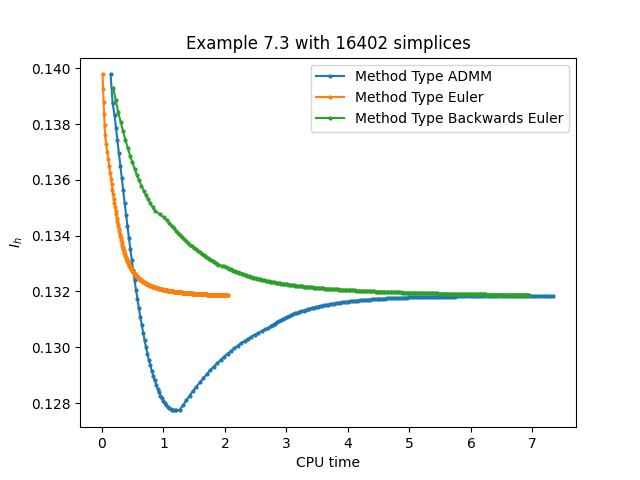 Example 7.3 with 16402 simplices
Method Type ADMM
Method Type Euler
Method Type Backwards Euler
0.140
0.138
0.136
0.134
0.132
0.130
0.128
I_h
0 1 2 3 4 5 6 7
CPU time